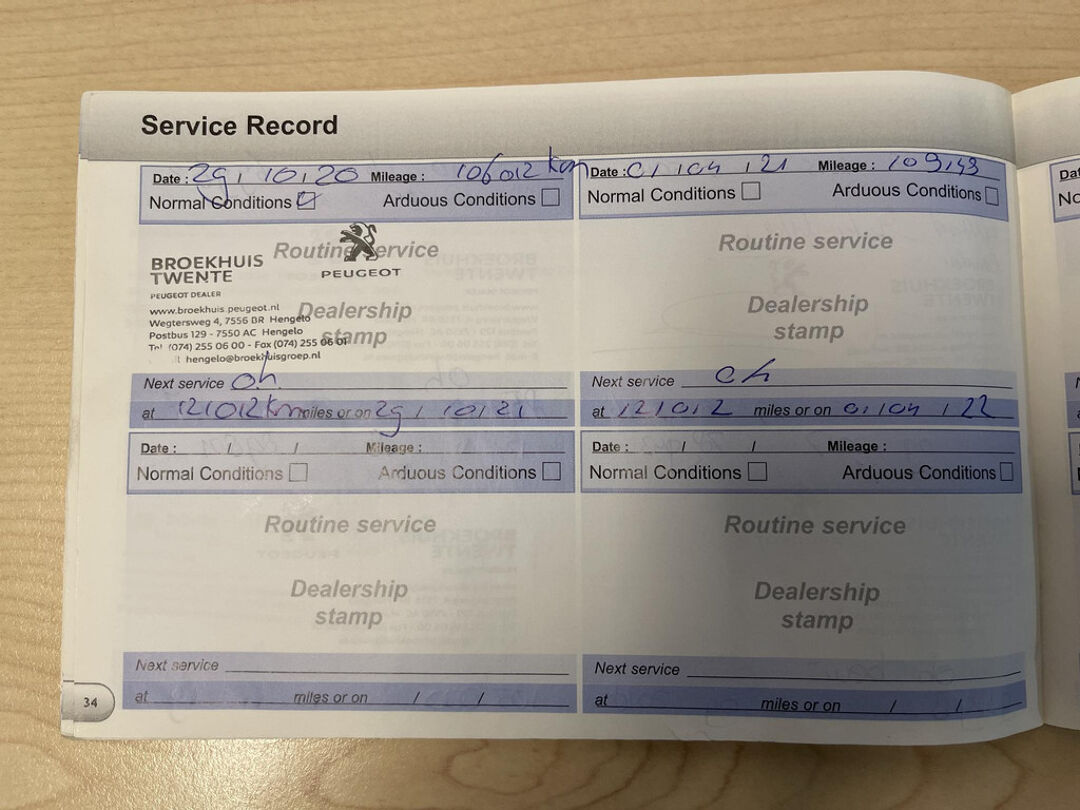 Service Record
Date : 29 / 10 / 20 Mileage : 106012 km
Normal Conditions Arduous Conditions
Routine service
BROEKHUIS
TWENTE
PEUGEOT DEALER
PEUGEOT
www.broekhuis.peugeot.nl
Wegtersweg 4, 7556 BR Hengelo
Postbus 129 - 7550 AC Hengelo
Tel (074) 255 06 00 - Fax (074) 255 06 01
hengelo@broekhuisgroep.nl
Dealership
stamp
Next service oh.
at 121012km miles or on 29 / 10 / 21
Date : 01 / 04 / 21 Mileage :
Normal Conditions Arduous Conditions
Routine service
Dealership
stamp
Next service oh
at 121012 miles or on 01 / 04 / 22
Date : / / Mileage :
Normal Conditions Arduous Conditions
Routine service
Dealership
stamp
Next service
at miles or on / /
Date : / / Mileage :
Normal Conditions Arduous Conditions
Routine service
Dealership
stamp
Next service
at miles or on / /
34